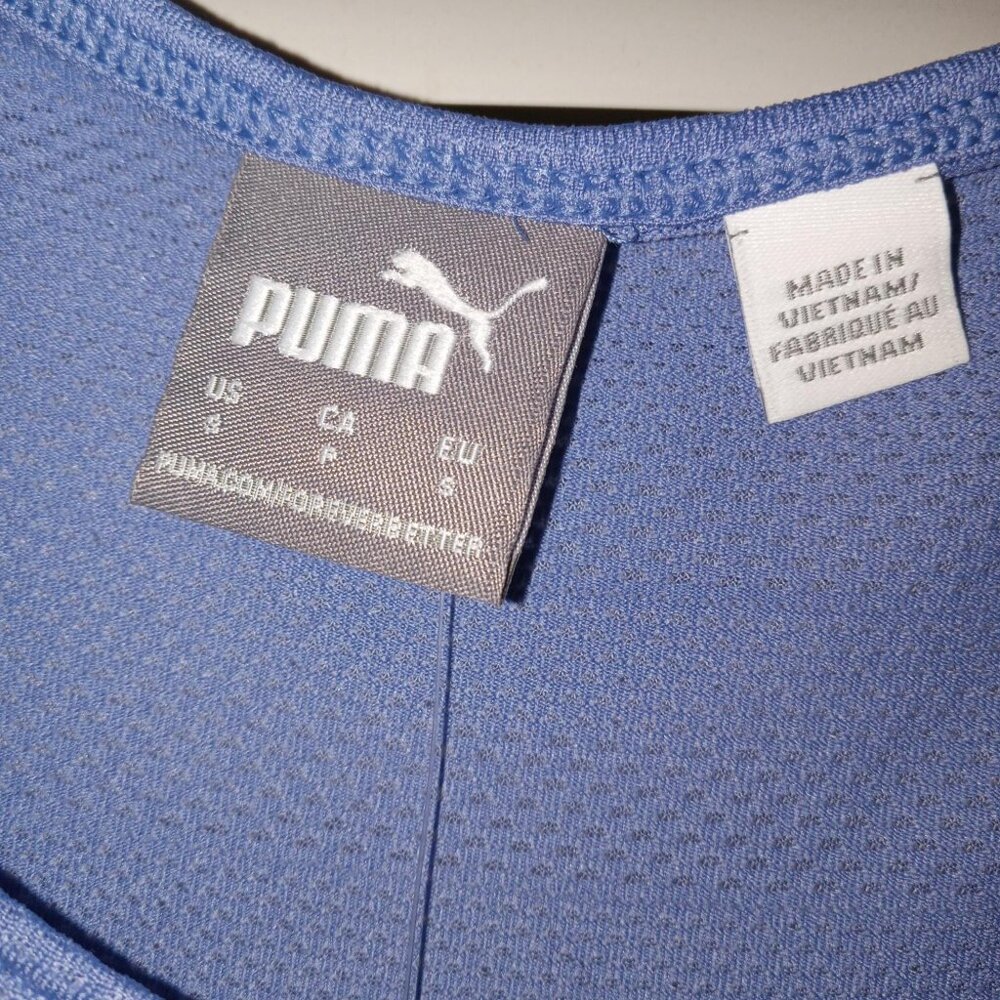 PUMA
US CA EU
S P S
PUMA.COM/FOREVERBETTER
MADE IN
VIETNAM/
FABRIQUÉ AU
VIETNAM